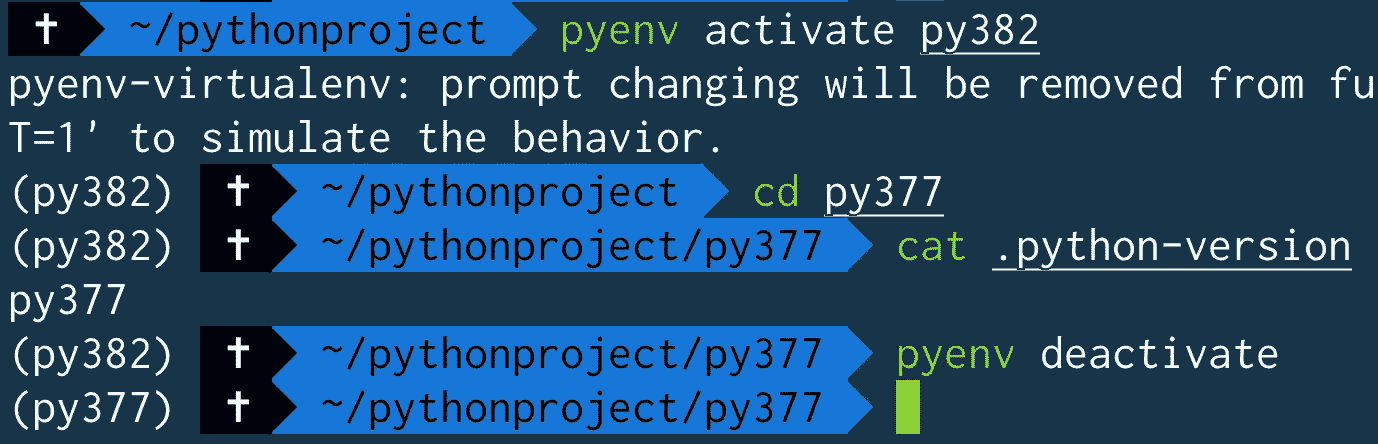 † ~/pythonproject pyenv activate py382
pyenv-virtualenv: prompt changing will be removed from fu
T=1' to simulate the behavior.
(py382) † ~/pythonproject cd py377
(py382) † ~/pythonproject/py377 cat .python-version
py377
(py382) † ~/pythonproject/py377 pyenv deactivate
(py377) † ~/pythonproject/py377